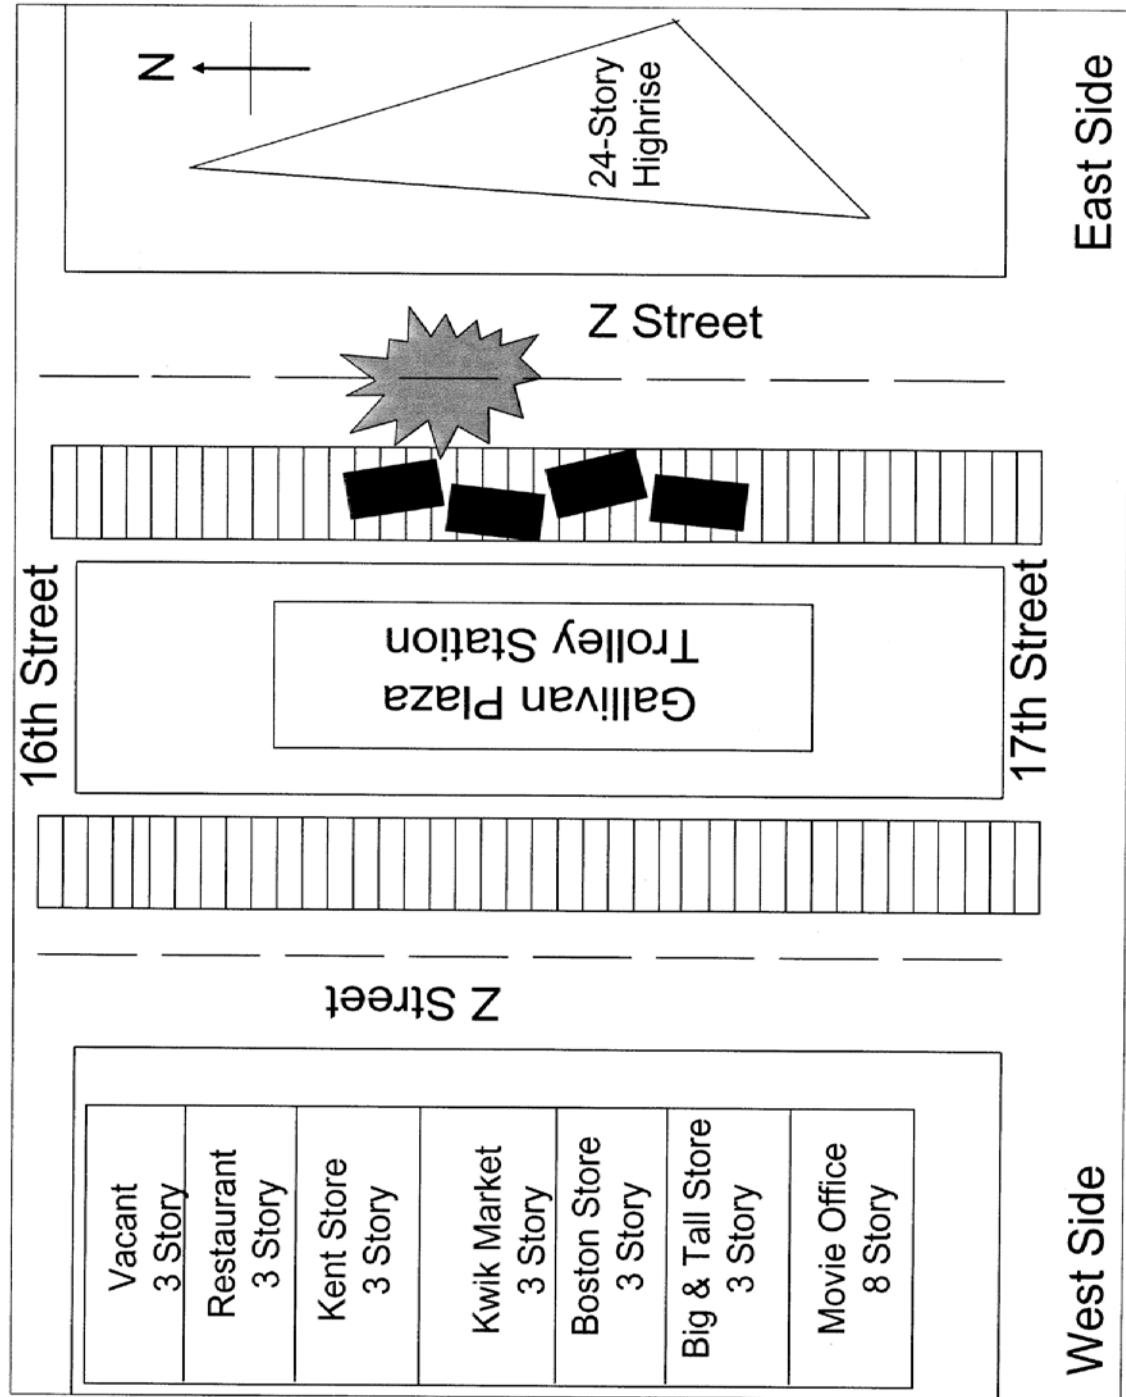 N
24-Story
Highrise
East Side
Z Street
16th Street
Gallivan Plaza
Trolley Station
17th Street
Z Street
Vacant
3 Story
Restaurant
3 Story
Kent Store
3 Story
Kwik Market
3 Story
Boston Store
3 Story
Big & Tall Store
3 Story
Movie Office
8 Story
West Side